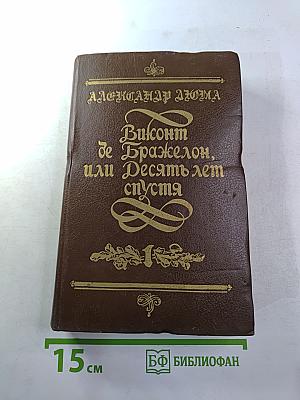 АЛЕКСАНДР ДЮМА
Виконт
де Бражелон,
или Десять лет
спустя
1
15 см
БФ БИБЛИОФАН